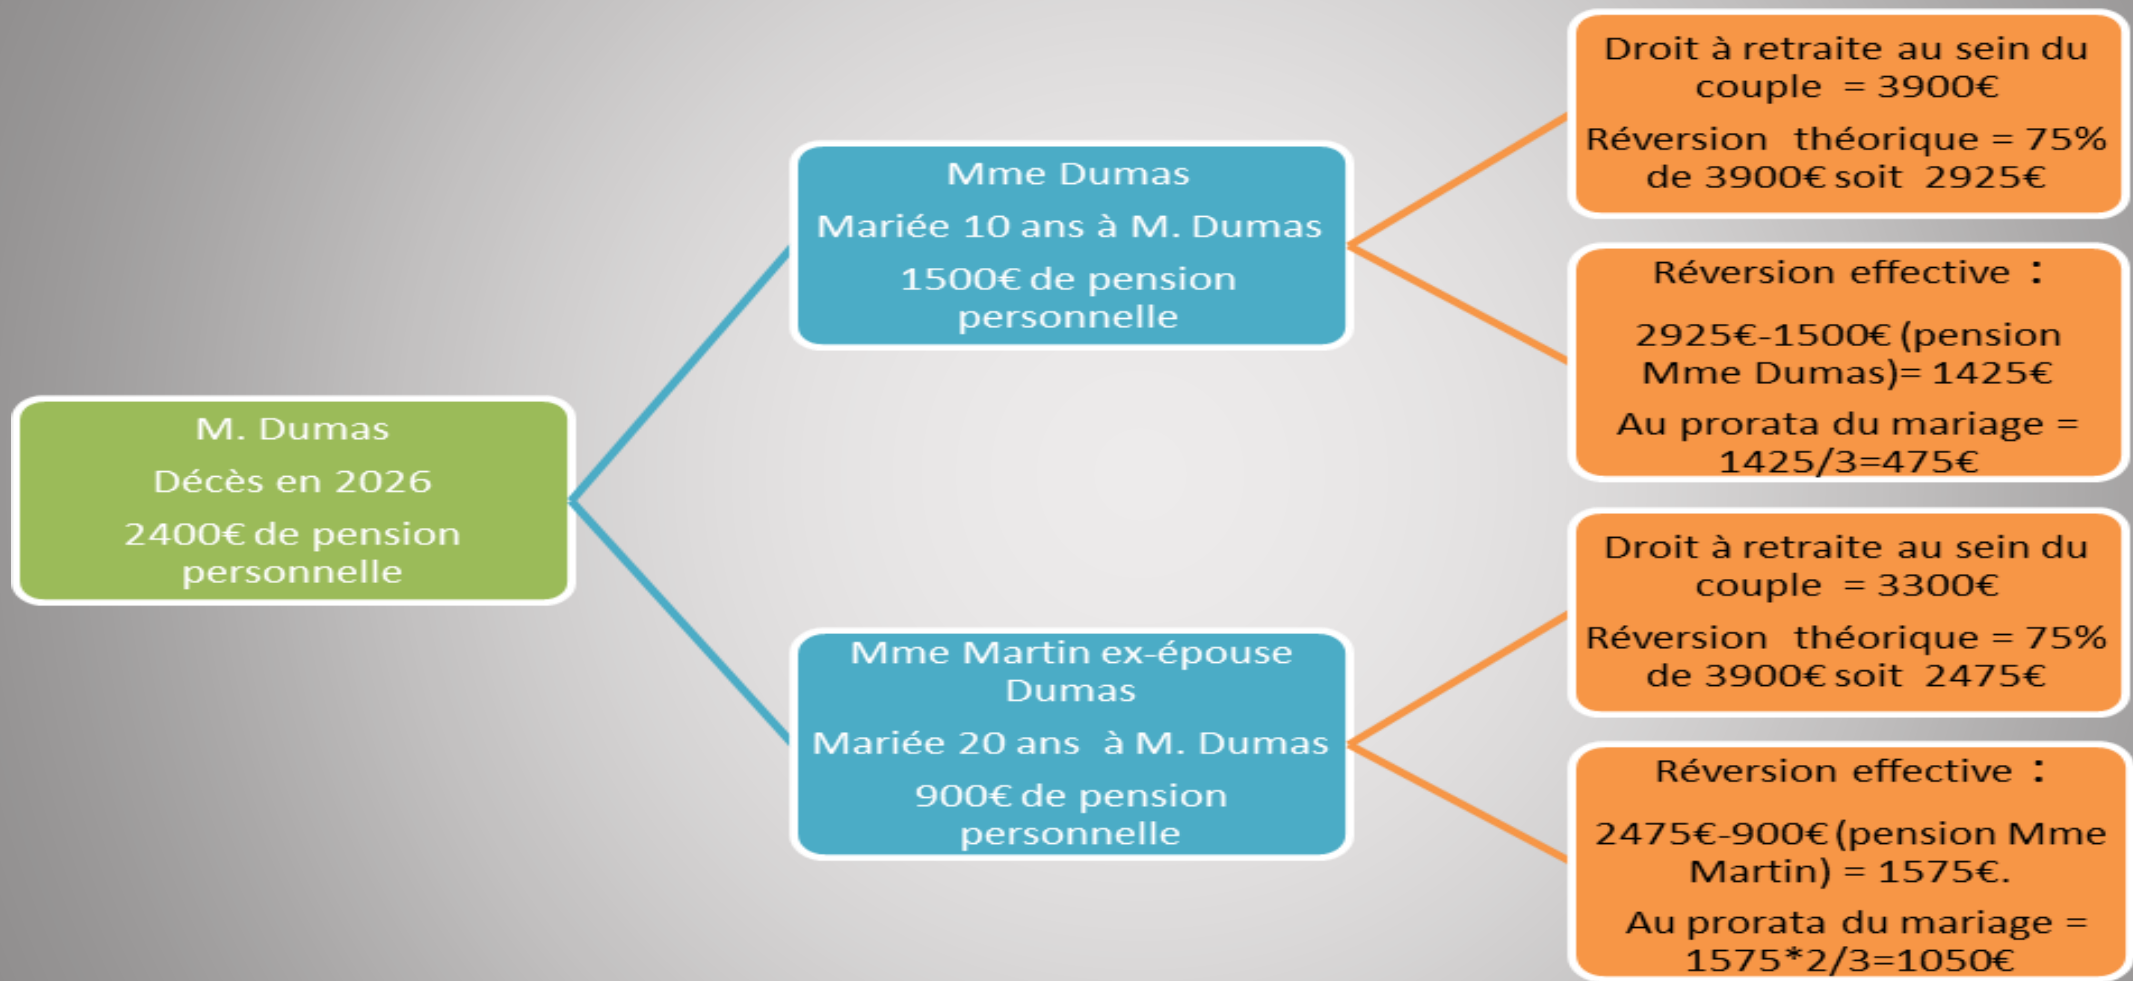 M. Dumas
Décès en 2026
2400€ de pension
personnelle
Mme Dumas
Mariée 10 ans à M. Dumas
1500€ de pension
personnelle
Mme Martin ex-épouse
Dumas
Mariée 20 ans à M. Dumas
900€ de pension
personnelle
Droit à retraite au sein du
couple = 3900€
Réversion théorique = 75%
de 3900€ soit 2925€
Réversion effective :
2925€-1500€ (pension
Mme Dumas)= 1425€
Au prorata du mariage =
1425/3=475€
Droit à retraite au sein du
couple = 3300€
Réversion théorique = 75%
de 3900€ soit 2475€
Réversion effective :
2475€-900€ (pension Mme
Martin) = 1575€.
Au prorata du mariage =
1575*2/3=1050€